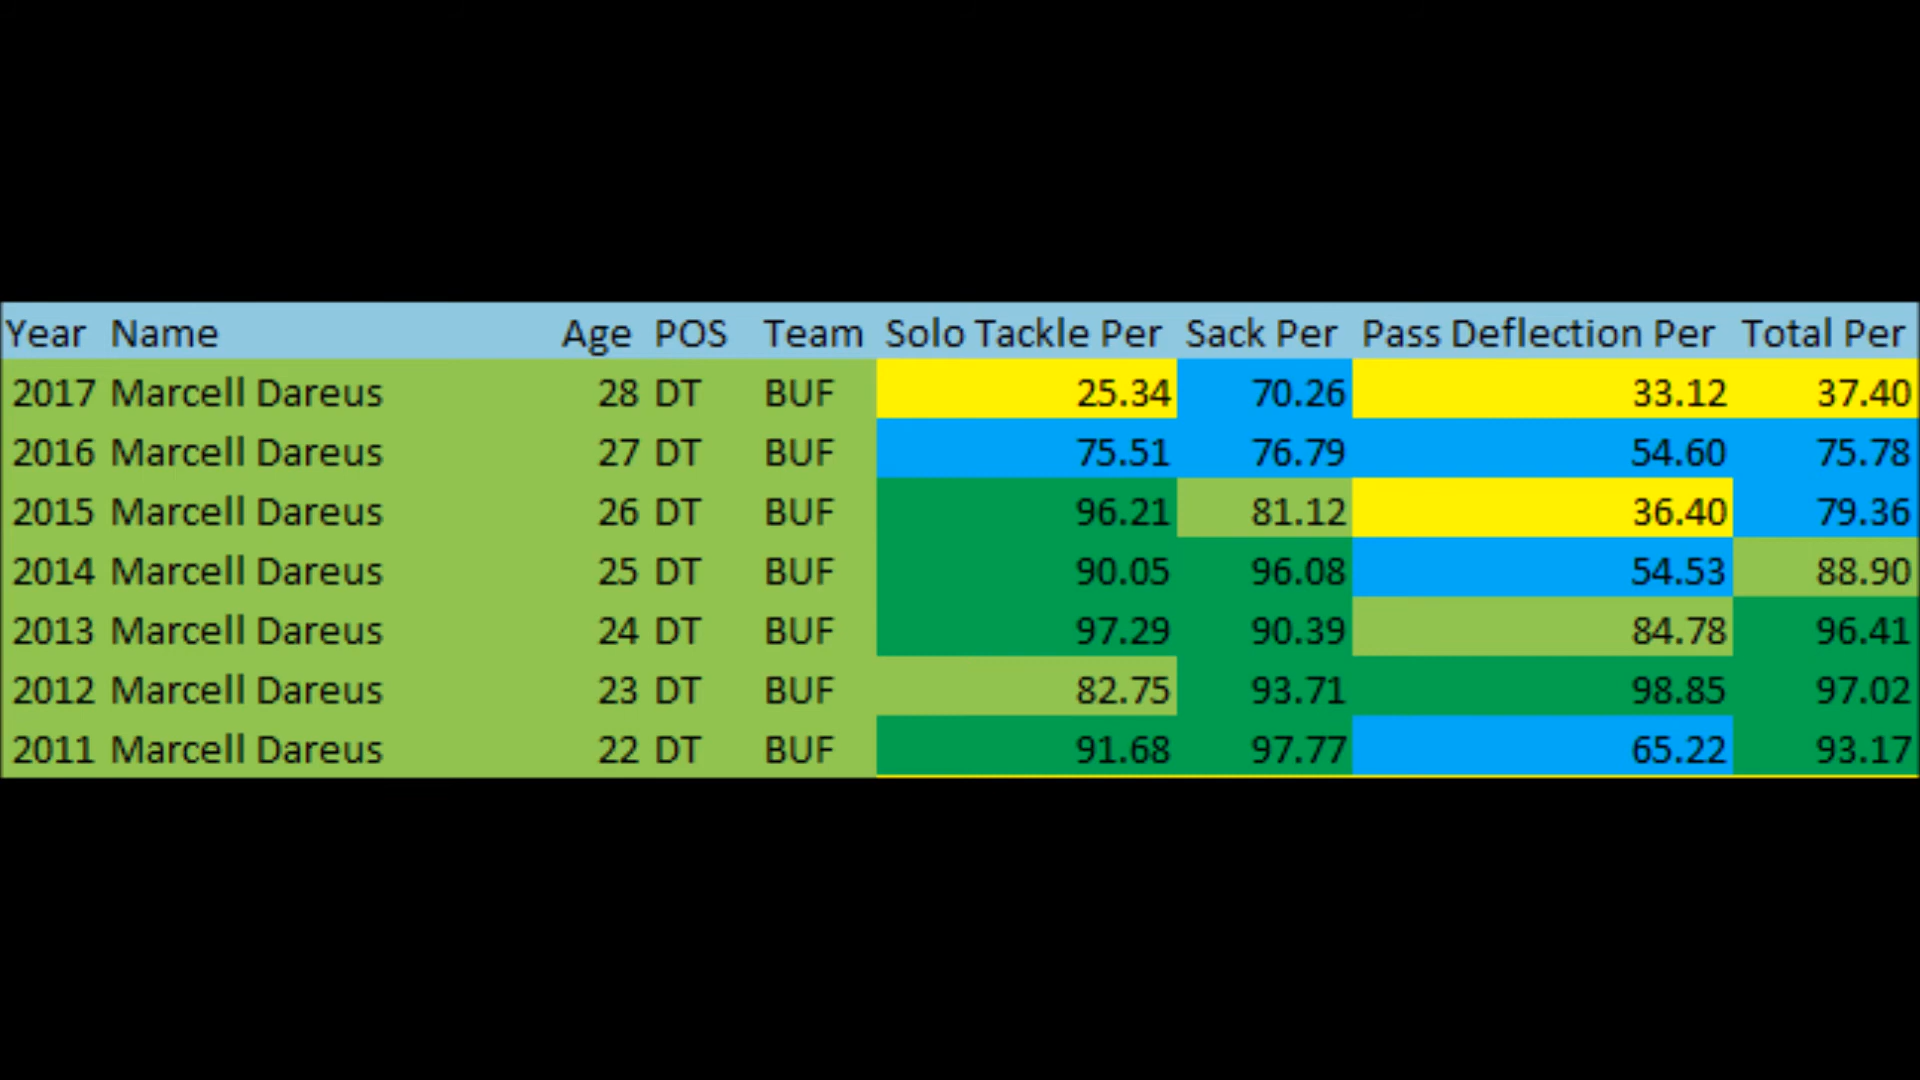 Year Name Age POS Team Solo Tackle Per Sack Per Pass Deflection Per Total Per
2017 Marcell Dareus 28 DT BUF 25.34 70.26 33.12 37.40
2016 Marcell Dareus 27 DT BUF 75.51 76.79 54.60 75.78
2015 Marcell Dareus 26 DT BUF 96.21 81.12 36.40 79.36
2014 Marcell Dareus 25 DT BUF 90.05 96.08 54.53 88.90
2013 Marcell Dareus 24 DT BUF 97.29 90.39 84.78 96.41
2012 Marcell Dareus 23 DT BUF 82.75 93.71 98.85 97.02
2011 Marcell Dareus 22 DT BUF 91.68 97.77 65.22 93.17